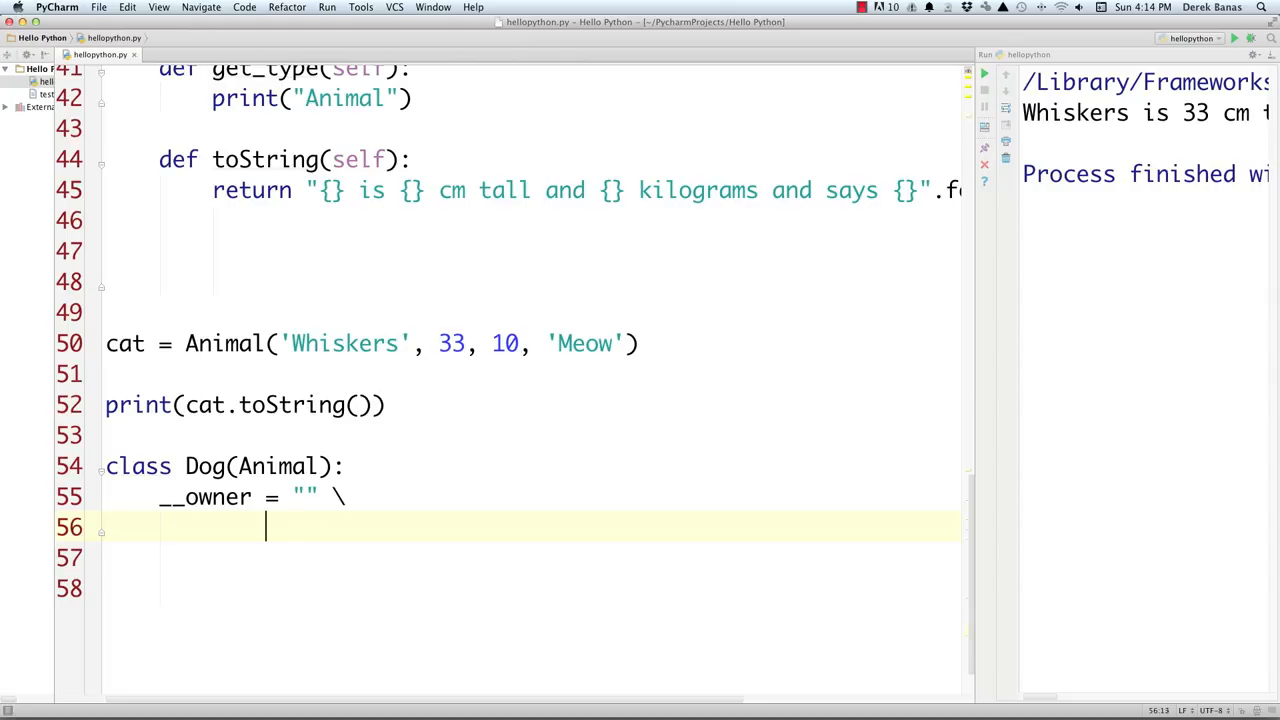 PyCharm File Edit View Navigate Code Refactor Run Tools VCS Window Help 10 Sun 4:14 PM Derek Banas
hellopython.py - Hello Python - [~/PycharmProjects/Hello Python]
Hello Python hellopython.py hellopython
hellopython.py Run hellopython
Hello P
hello
test
Externa
41 def get_type(self):
42 print("Animal")
43
44 def toString(self):
45 return "{} is {} cm tall and {} kilograms and says {}".fo
46
47
48
49
50 cat = Animal('Whiskers', 33, 10, 'Meow')
51
52 print(cat.toString())
53
54 class Dog(Animal):
55 __owner = "" \
56
57
58
/Library/Frameworks
Whiskers is 33 cm t
Process finished wi
56:13 LF UTF-8